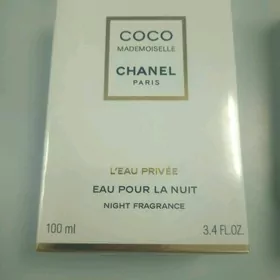 COCO
MADEMOISELLE
CHANEL
PARIS
L'EAU PRIVÉE
EAU POUR LA NUIT
NIGHT FRAGRANCE
100 ml 3.4 FL.OZ.